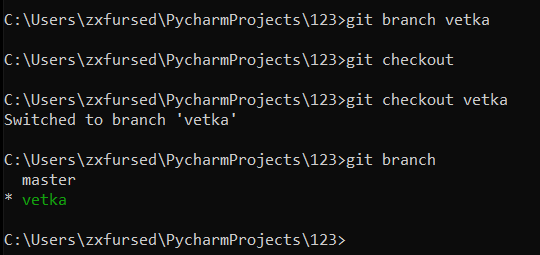 C:\Users\zxfursed\PycharmProjects\123>git branch vetka
C:\Users\zxfursed\PycharmProjects\123>git checkout
C:\Users\zxfursed\PycharmProjects\123>git checkout vetka
Switched to branch 'vetka'
C:\Users\zxfursed\PycharmProjects\123>git branch
  master
* vetka
C:\Users\zxfursed\PycharmProjects\123>